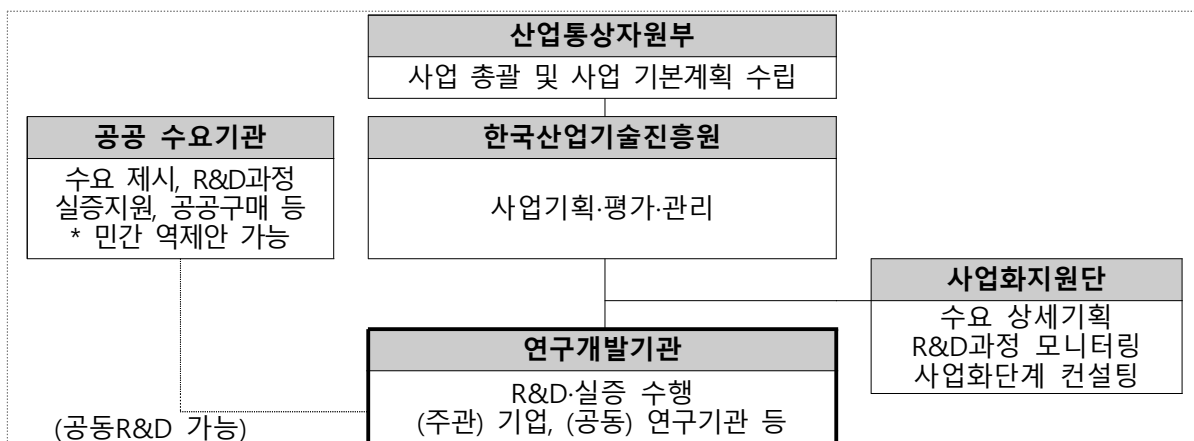 산업통상자원부
사업 총괄 및 사업 기본계획 수립
공공 수요기관
수요 제시, R&D과정
실증지원, 공공구매 등
* 민간 역제안 가능
한국산업기술진흥원
사업기획·평가·관리
사업화지원단
수요 상세기획
R&D과정 모니터링
사업화단계 컨설팅
연구개발기관
R&D·실증 수행
(주관) 기업, (공동) 연구기관 등
(공동R&D 가능)